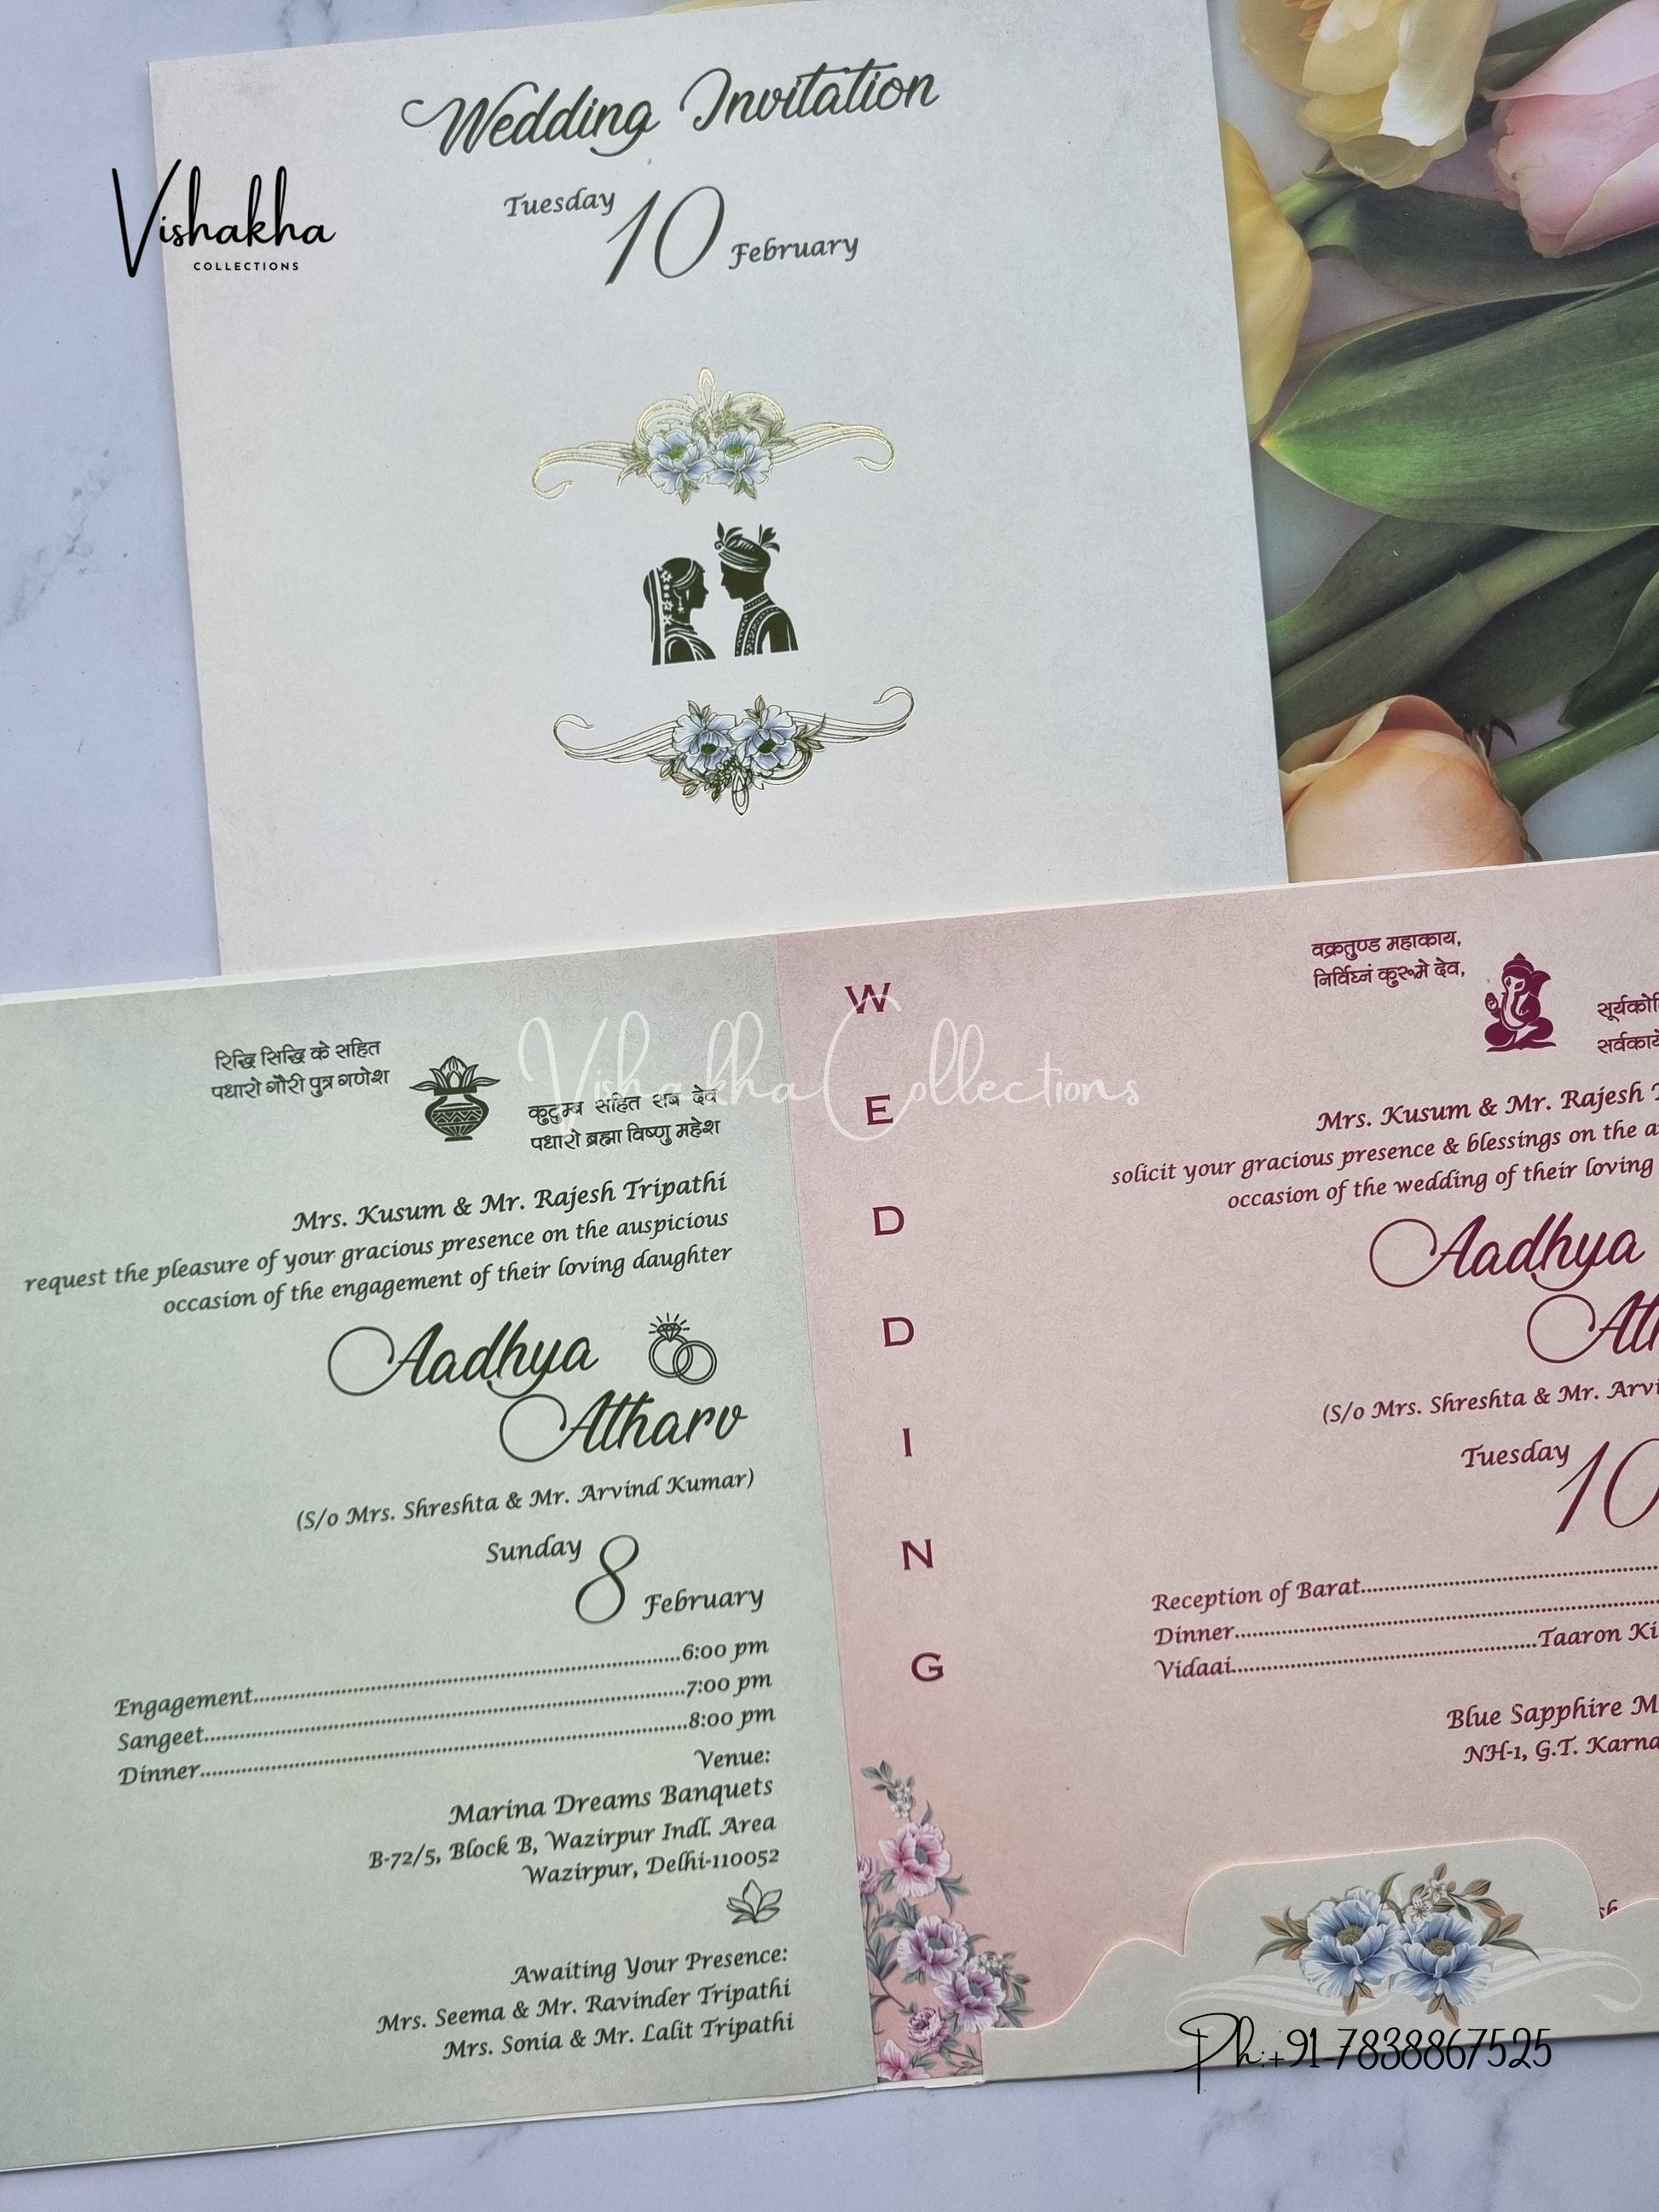 Wedding Invitation
Tuesday 10 February
Vishakha
COLLECTIONS
रिद्धि सिद्धि के सहित
पधारो गौरी पुत्र गणेश
कुटुम्ब सहित सब देव
पधारो ब्रह्मा विष्णु महेश
Mrs. Kusum & Mr. Rajesh Tripathi
request the pleasure of your gracious presence on the auspicious
occasion of the engagement of their loving daughter
Aadhya
Atharv
(S/o Mrs. Shreshta & Mr. Arvind Kumar)
Sunday 8 February
Engagement...6:00 pm
Sangeet...7:00 pm
Dinner...8:00 pm
Venue:
Marina Dreams Banquets
B-72/5, Block B, Wazirpur Indl. Area
Wazirpur, Delhi-110052
Awaiting Your Presence:
Mrs. Seema & Mr. Ravinder Tripathi
Mrs. Sonia & Mr. Lalit Tripathi
Vishakha Collections
WEDDING
वक्रतुण्ड महाकाय,
निर्विघ्नं कुरूमे देव,
Mrs. Kusum & Mr. Rajesh
solicit your gracious presence & blessings on the
occasion of the wedding of their loving
Aadhya
(S/o Mrs. Shreshta & Mr.
Tuesday 10
Reception of Barat...
Dinner...
Vidaai...Taaron
Blue Sapphire
NH-1, G.T.
Ph:+91-7838867525